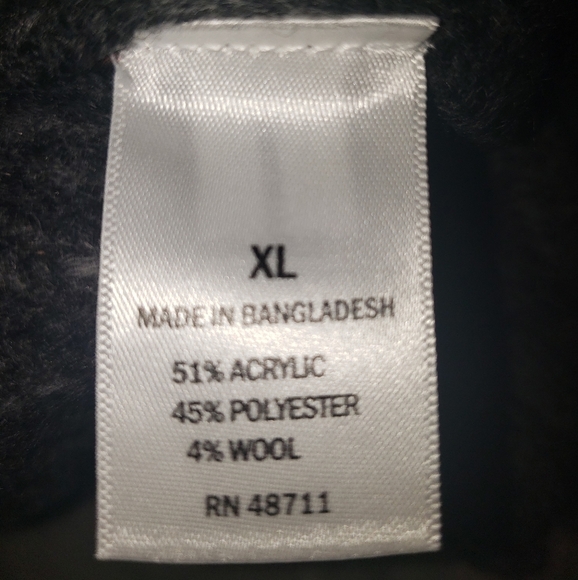 XL
MADE IN BANGLADESH
51% ACRYLIC
45% POLYESTER
4% WOOL
RN 48711